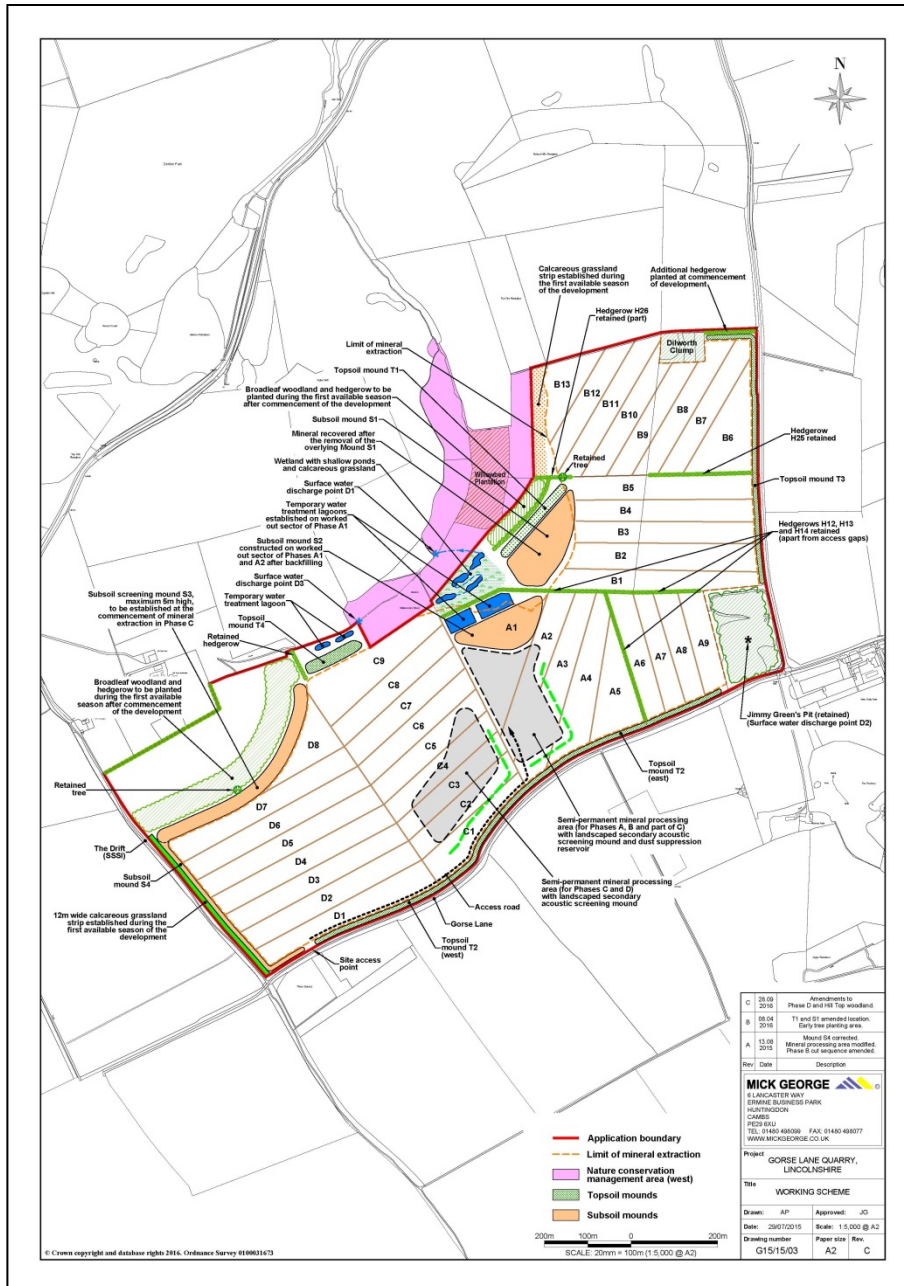 N
Calcareous grassland
strip established during
the first available season
of the development
Additional hedgerow
planted at commencement
of development
Hedgerow H26
retained (part)
Limit of mineral
extraction
Topsoil mound T1
Broadleaf woodland and hedgerow to be
planted during the first available season
after commencement of the development
Subsoil mound S1
Mineral recovered after
the removal of the
overlying Mound S1
Wetland with shallow ponds
and calcareous grassland
Surface water
discharge point D1
Temporary water
treatment lagoons
established on worked
out sector of Phase A1
Subsoil mound S2
constructed on worked
out sector of Phases A1
and A2 after backfilling
Surface water
discharge point D3
Temporary water
treatment lagoon
Topsoil
mound T4
Subsoil screening mound S3,
maximum 5m high,
to be established at the
commencement of mineral
extraction in Phase C
Retained
hedgerow
Broadleaf woodland and
hedgerow to be planted
during the first available
season after commencement
of the development
Retained
tree
The Drift
(SSSI)
Subsoil
mound S4
12m wide calcareous grassland
strip established during the
first available season of the
development
Dilworth
Clump
B13
B12
B11
B10
B9
B8
B7
B6
Plantation
Retained
tree
Hedgerow
H25 retained
Topsoil mound T3
B5
B4
B3
B2
B1
Hedgerows H12, H13
and H14 retained
(apart from access gaps)
A1
A2
A3
A4
A5
A6
A7
A8
A9
*
Jimmy Green's Pit (retained)
(Surface water discharge point D2)
C9
C8
C7
C6
C5
C4
C3
C2
C1
D8
D7
D6
D5
D4
D3
D2
D1
Topsoil
mound T2
(east)
Semi-permanent mineral processing
area (for Phases A, B and part of C)
with landscaped secondary acoustic
screening mound and dust suppression
reservoir
Semi-permanent mineral processing
area (for Phases C and D)
with landscaped secondary
acoustic screening mound
Access road
Gorse Lane
Topsoil
mound T2
(west)
Site access
point
Application boundary
Limit of mineral extraction
Nature conservation
management area (west)
Topsoil mounds
Subsoil mounds
200m 100m 0 200m
SCALE: 20mm = 100m (1:5,000 @ A2)
© Crown copyright and database rights 2016. Ordnance Survey 0100031673
C 28.09 2016 Amendments to Phase D and Hill Top woodland.
B 08.04 2016 T1 and S1 amended location. Early tree planting area.
A 13.08 2015 Mound S4 corrected. Mineral processing area modified. Phase B cut sequence amended.
Rev Date Description
MICK GEORGE
6 LANCASTER WAY
ERMINE BUSINESS PARK
HUNTINGDON
CAMBS
PE29 6XU
TEL: 01480 498099 FAX: 01480 498077
WWW.MICKGEORGE.CO.UK
Project
GORSE LANE QUARRY,
LINCOLNSHIRE
Title
WORKING SCHEME
Drawn: AP Approved: JG
Date: 29/07/2015 Scale: 1:5,000 @ A2
Drawing number Paper size Rev.
G15/15/03 A2 C